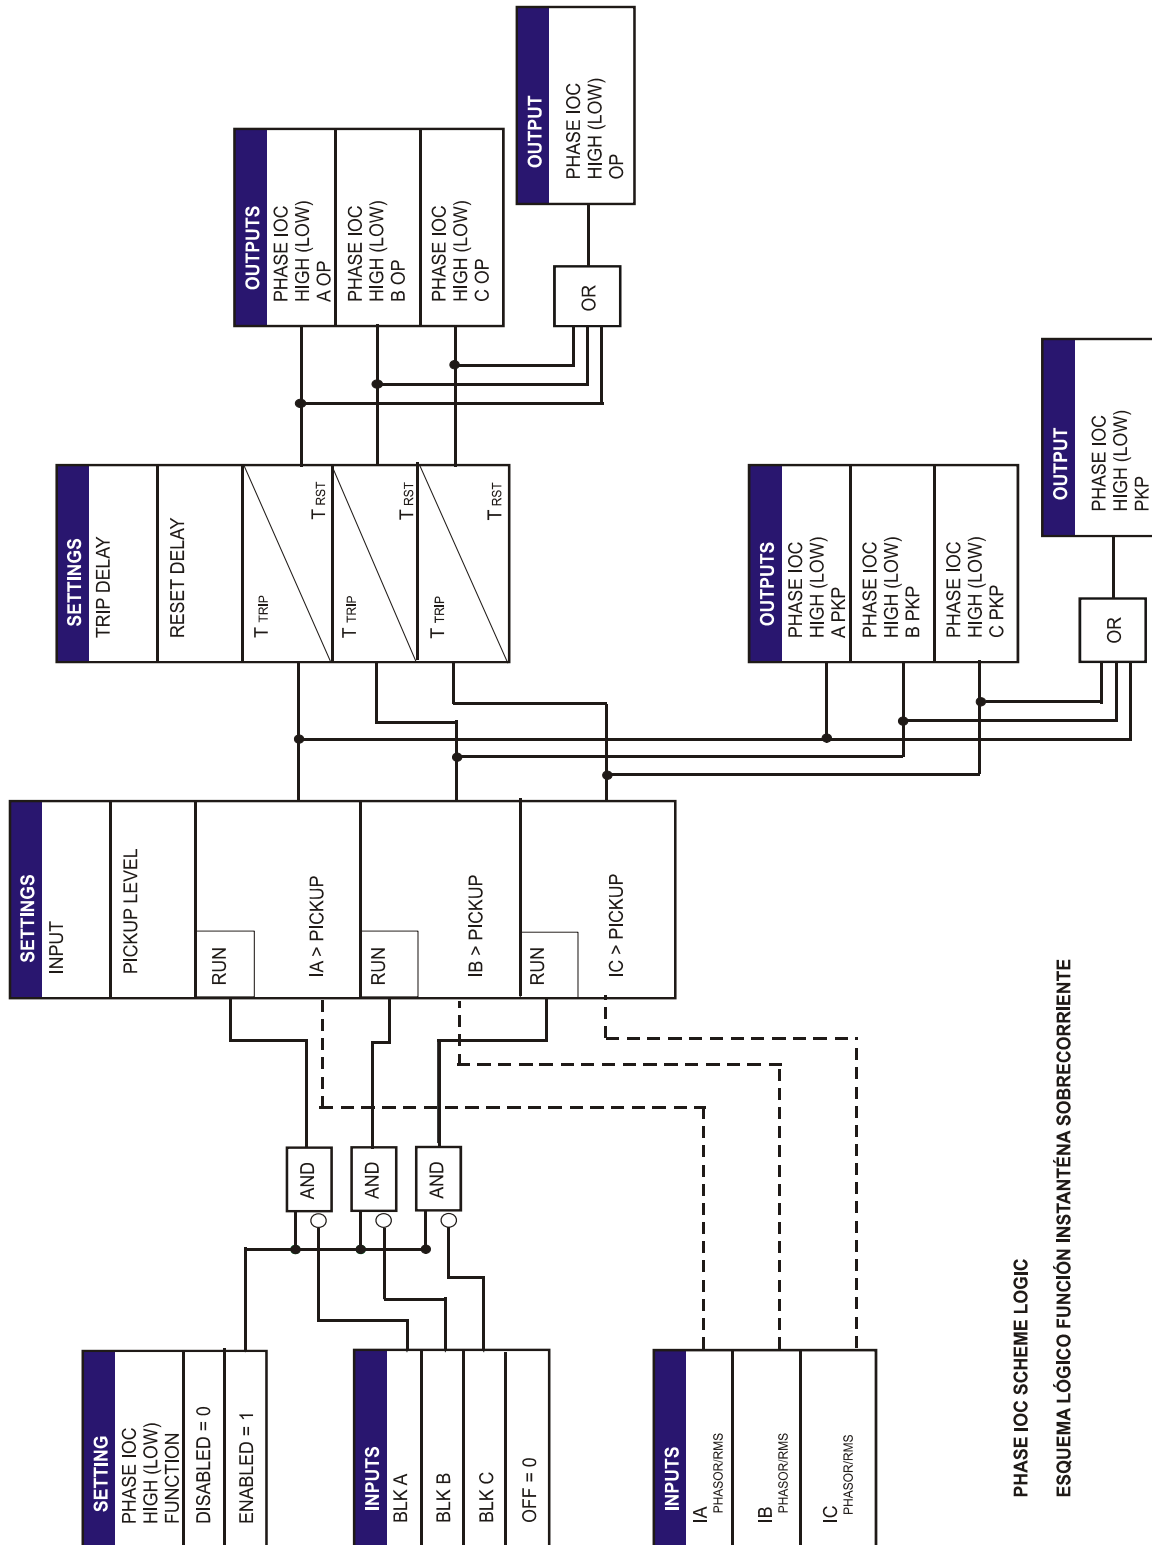 SETTING
PHASE IOC
HIGH (LOW)
FUNCTION
DISABLED = 0
ENABLED = 1
INPUTS
BLK A
BLK B
BLK C
OFF = 0
INPUTS
IA PHASOR/RMS
IB PHASOR/RMS
IC PHASOR/RMS
AND
AND
AND
SETTINGS
INPUT
PICKUP LEVEL
RUN
IA > PICKUP
RUN
IB > PICKUP
RUN
IC > PICKUP
SETTINGS
TRIP DELAY
RESET DELAY
T TRIP
T RST
T TRIP
T RST
T TRIP
T RST
OUTPUTS
PHASE IOC
HIGH (LOW)
A OP
PHASE IOC
HIGH (LOW)
B OP
PHASE IOC
HIGH (LOW)
C OP
OR
OUTPUT
PHASE IOC
HIGH (LOW)
OP
OUTPUTS
PHASE IOC
HIGH (LOW)
A PKP
PHASE IOC
HIGH (LOW)
B PKP
PHASE IOC
HIGH (LOW)
C PKP
OR
OUTPUT
PHASE IOC
HIGH (LOW)
PKP
PHASE IOC SCHEME LOGIC
ESQUEMA LÓGICO FUNCIÓN INSTANTÉNA SOBRECORRIENTE